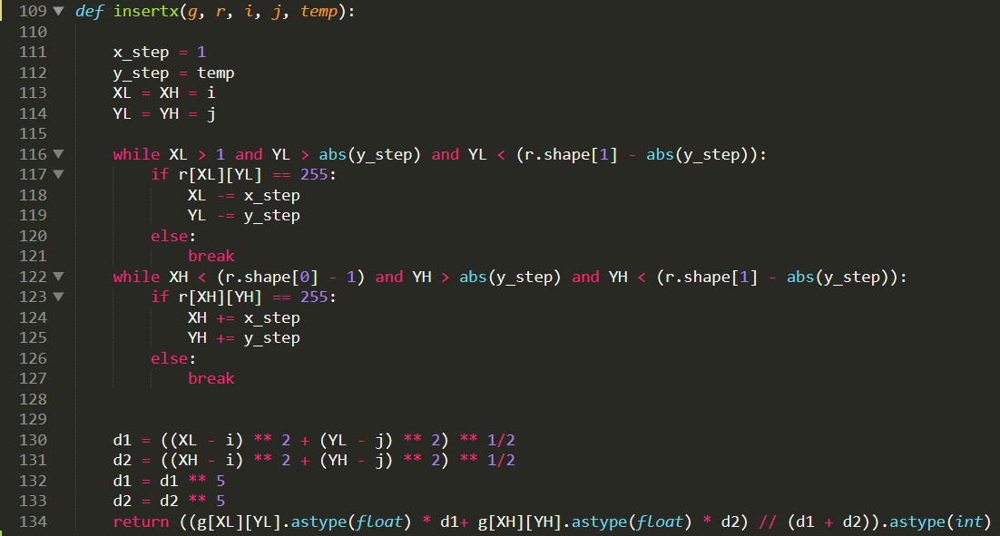 109 ▼ def insertx(g, r, i, j, temp):
110
111     x_step = 1
112     y_step = temp
113     XL = XH = i
114     YL = YH = j
115
116 ▼     while XL > 1 and YL > abs(y_step) and YL < (r.shape[1] - abs(y_step)):
117 ▼         if r[XL][YL] == 255:
118             XL -= x_step
119             YL -= y_step
120         else:
121             break
122 ▼     while XH < (r.shape[0] - 1) and YH > abs(y_step) and YH < (r.shape[1] - abs(y_step)):
123 ▼         if r[XH][YH] == 255:
124             XH += x_step
125             YH += y_step
126         else:
127             break
128
129
130     d1 = ((XL - i) ** 2 + (YL - j) ** 2) ** 1/2
131     d2 = ((XH - i) ** 2 + (YH - j) ** 2) ** 1/2
132     d1 = d1 ** 5
133     d2 = d2 ** 5
134     return ((g[XL][YL].astype(float) * d1+ g[XH][YH].astype(float) * d2) // (d1 + d2)).astype(int)